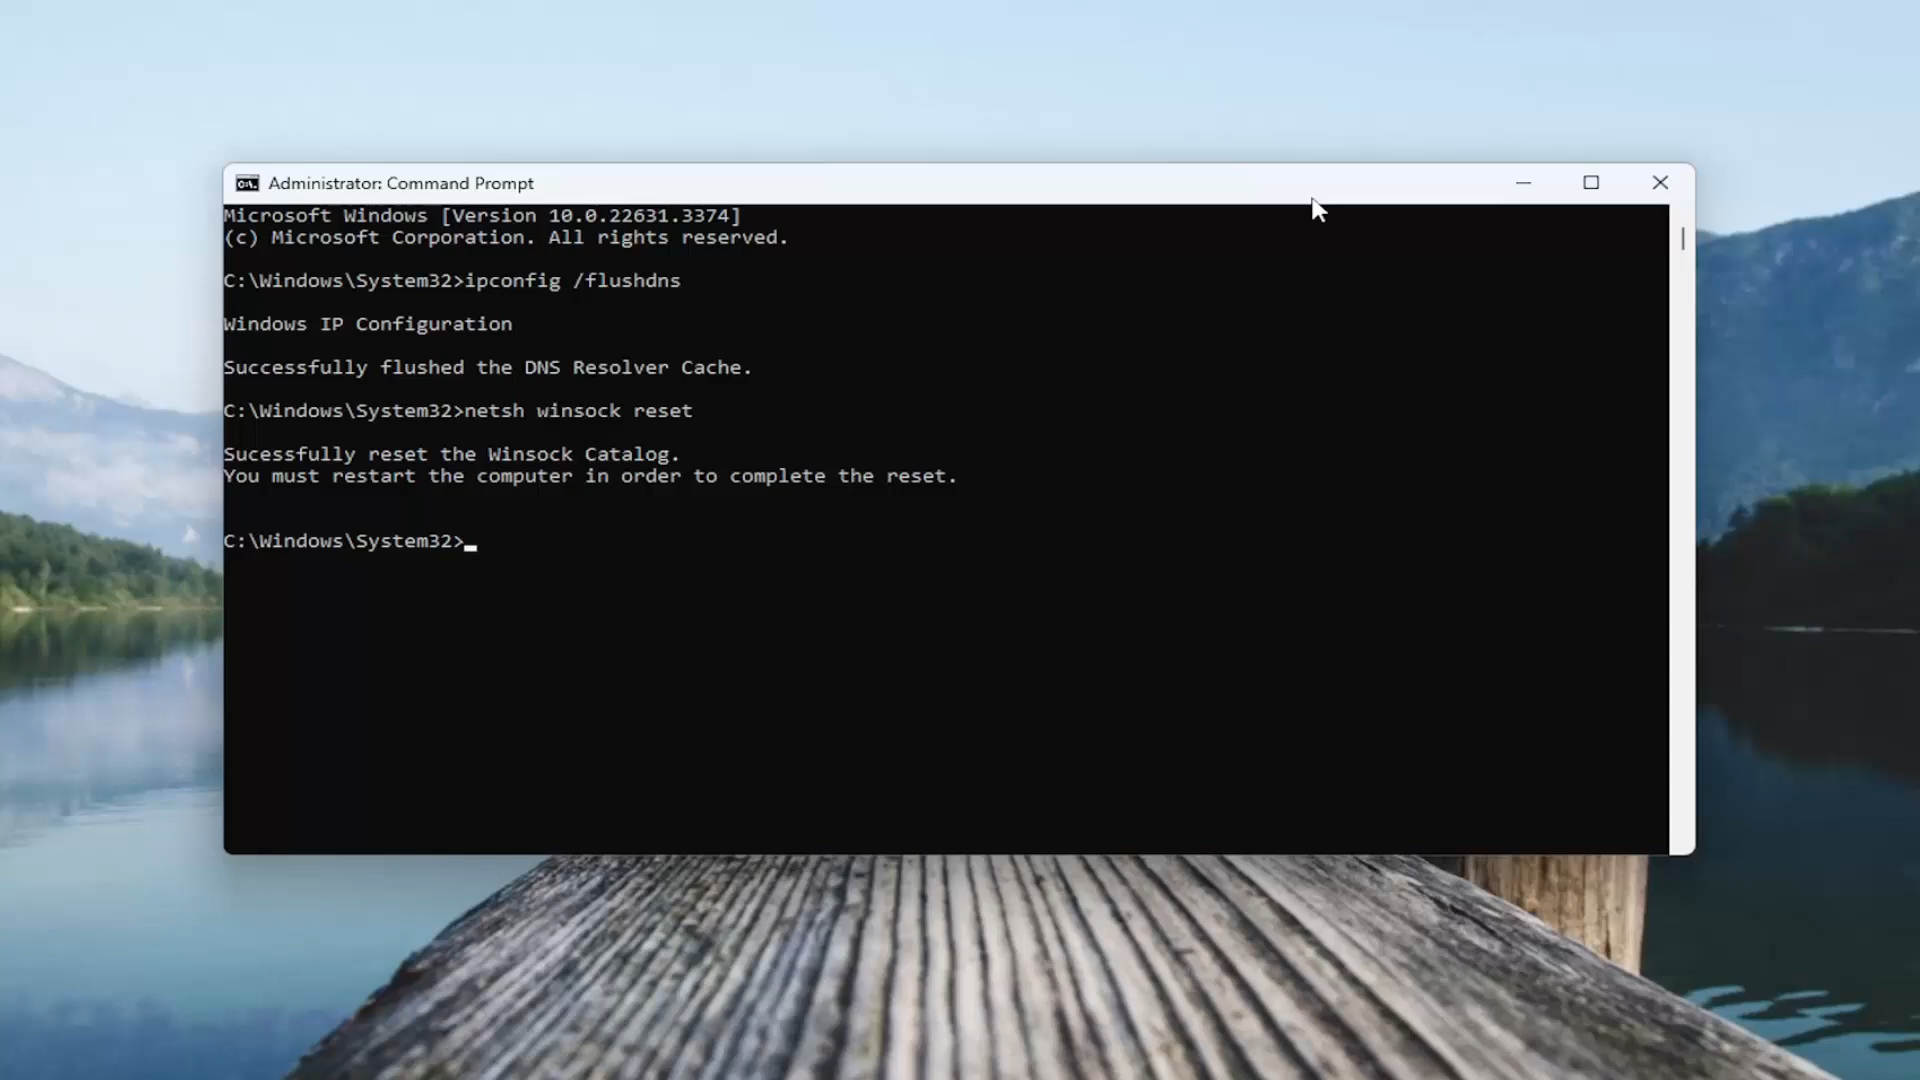 Administrator: Command Prompt
Microsoft Windows [Version 10.0.22631.3374]
(c) Microsoft Corporation. All rights reserved.
C:\Windows\System32>ipconfig /flushdns
Windows IP Configuration
Successfully flushed the DNS Resolver Cache.
C:\Windows\System32>netsh winsock reset
Sucessfully reset the Winsock Catalog.
You must restart the computer in order to complete the reset.
C:\Windows\System32>